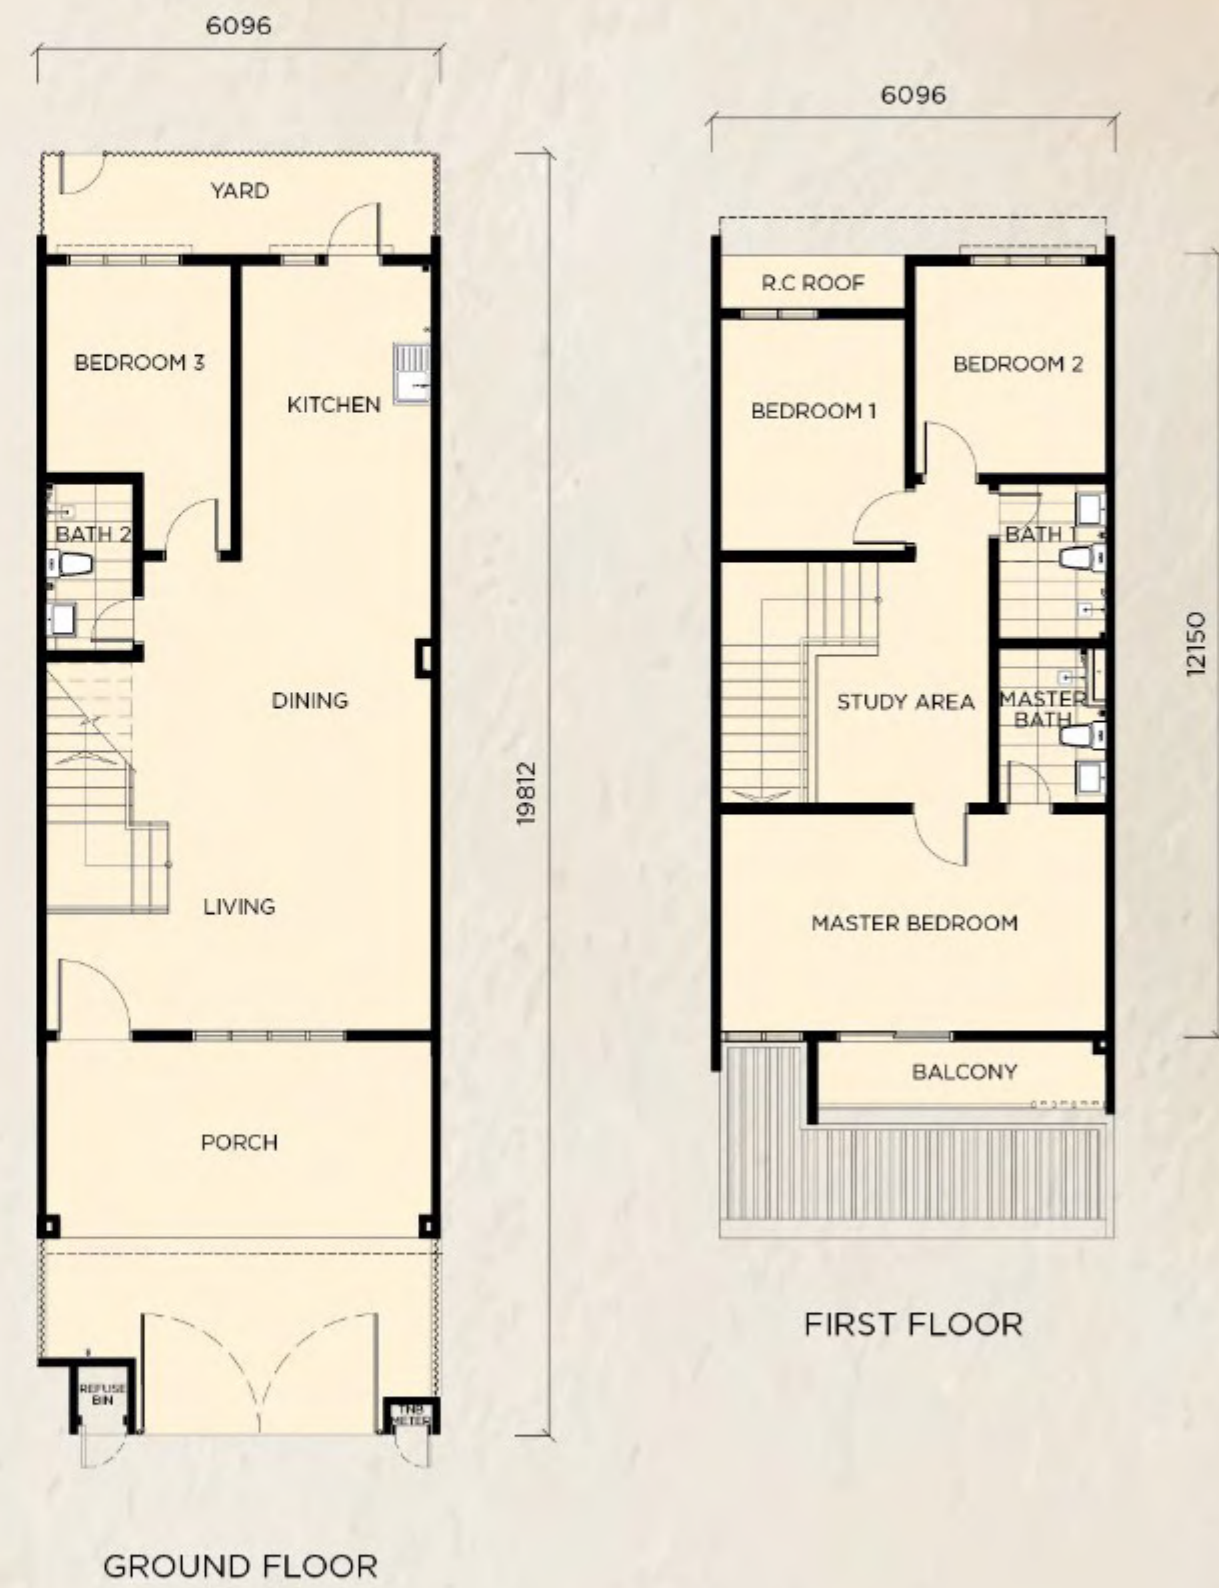 6096
YARD
BEDROOM 3
KITCHEN
BATH 2
DINING
LIVING
PORCH
REFUSE
BIN
TNB
METER
19812
GROUND FLOOR
6096
R.C ROOF
BEDROOM 2
BEDROOM 1
BATH 1
STUDY AREA
MASTER
BATH
MASTER BEDROOM
BALCONY
12150
FIRST FLOOR